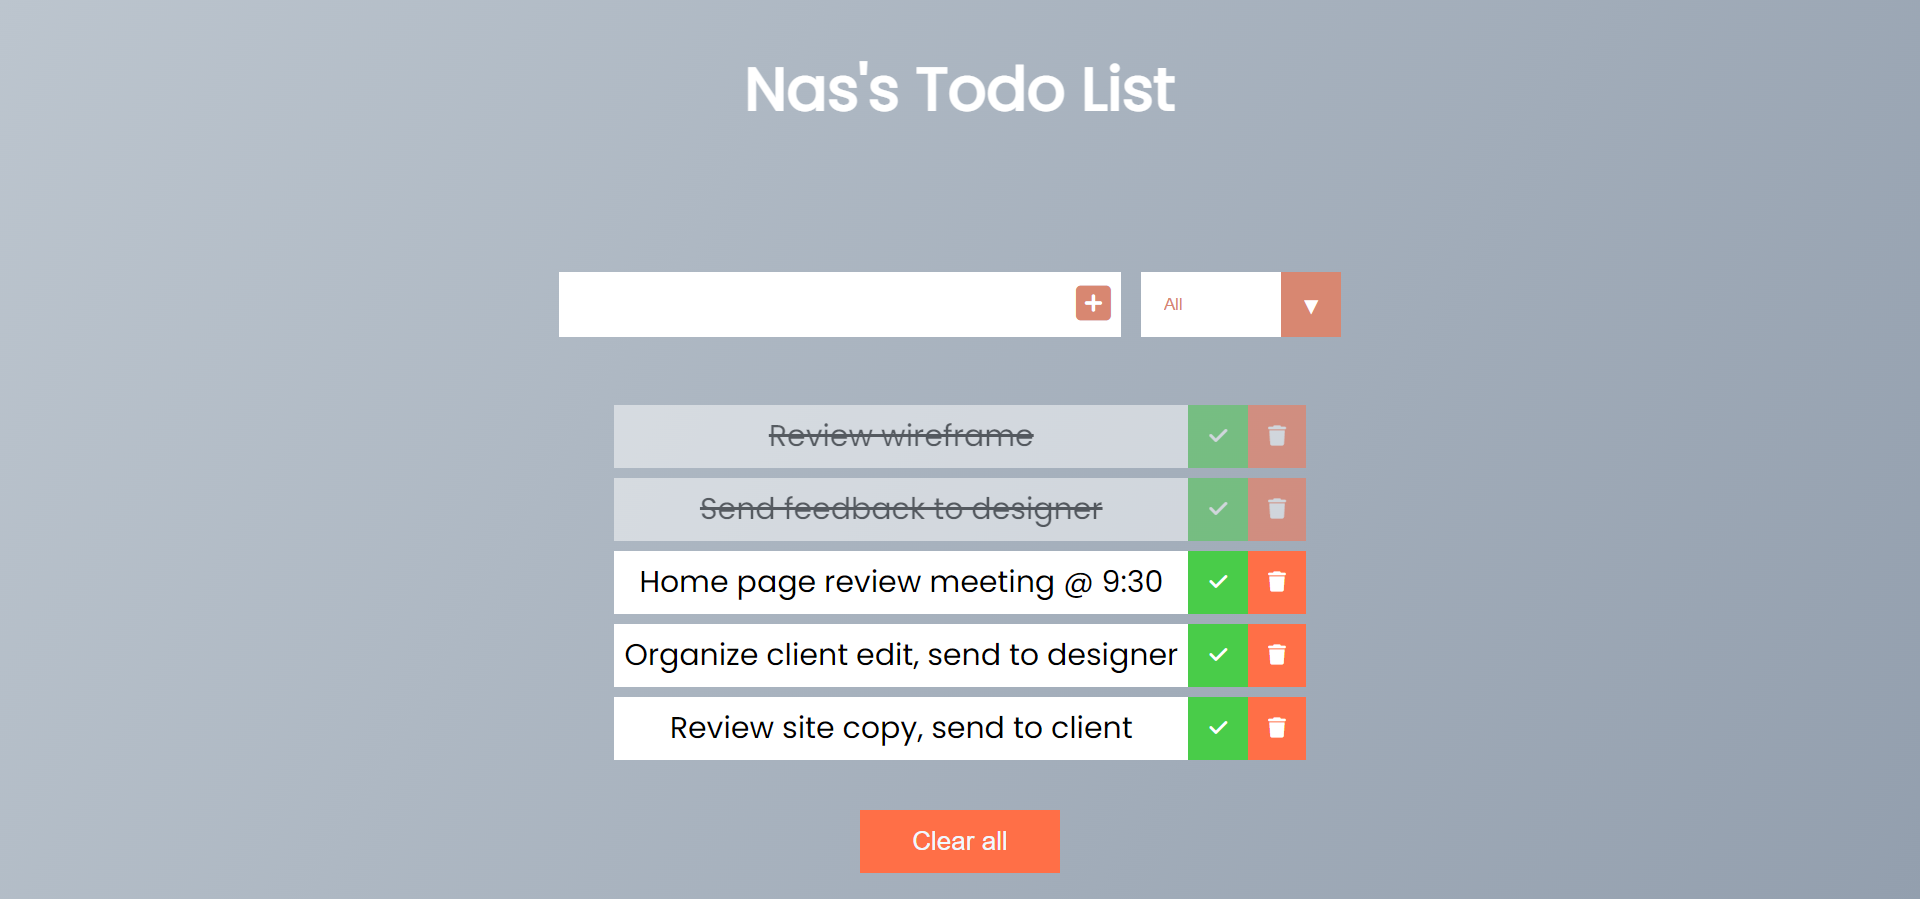 Nas's Todo List
All
Review wireframe
Send feedback to designer
Home page review meeting @ 9:30
Organize client edit, send to designer
Review site copy, send to client
Clear all